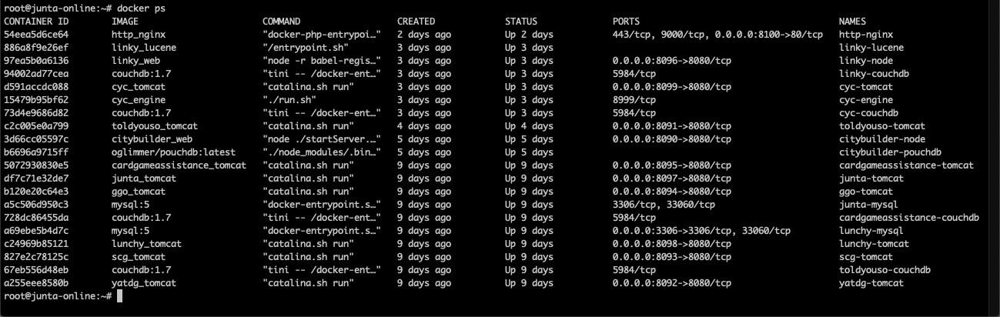 root@junta-online:~# docker ps
CONTAINER ID IMAGE COMMAND CREATED STATUS PORTS NAMES
54eea5d6ce64 http_nginx "docker-php-entrypoi…" 2 days ago Up 2 days 443/tcp, 9000/tcp, 0.0.0.0:8100->80/tcp http-nginx
886a8f9e26ef linky_lucene "/entrypoint.sh" 3 days ago Up 3 days linky-lucene
97ea5b0a6136 linky_web "node -r babel-regis…" 3 days ago Up 3 days 0.0.0.0:8096->8080/tcp linky-node
94002ad77cea couchdb:1.7 "tini -- /docker-ent…" 3 days ago Up 3 days 5984/tcp linky-couchdb
d591accdc088 cyc_tomcat "catalina.sh run" 3 days ago Up 3 days 0.0.0.0:8099->8080/tcp cyc-tomcat
15479b95bf62 cyc_engine "./run.sh" 3 days ago Up 3 days 8999/tcp cyc-engine
73d4e9686d82 couchdb:1.7 "tini -- /docker-ent…" 3 days ago Up 3 days 5984/tcp cyc-couchdb
c2c005e0a799 toldyouso_tomcat "catalina.sh run" 4 days ago Up 4 days 0.0.0.0:8091->8080/tcp toldyouso-tomcat
3d66cc05597c citybuilder_web "node ./startServer.…" 5 days ago Up 5 days 0.0.0.0:8090->8080/tcp citybuilder-node
b6696a9715ff oglimmer/pouchdb:latest "./node_modules/.bin…" 5 days ago Up 5 days citybuilder-pouchdb
5072930830e5 cardgameassistance_tomcat "catalina.sh run" 9 days ago Up 9 days 0.0.0.0:8095->8080/tcp cardgameassistance-tomcat
df7c71e32de7 junta_tomcat "catalina.sh run" 9 days ago Up 9 days 0.0.0.0:8097->8080/tcp junta-tomcat
b120e20c64e3 ggo_tomcat "catalina.sh run" 9 days ago Up 9 days 0.0.0.0:8094->8080/tcp ggo-tomcat
a5c506d950c3 mysql:5 "docker-entrypoint.s…" 9 days ago Up 9 days 3306/tcp, 33060/tcp junta-mysql
728dc86455da couchdb:1.7 "tini -- /docker-ent…" 9 days ago Up 9 days 5984/tcp cardgameassistance-couchdb
a69ebe5b4d7c mysql:5 "docker-entrypoint.s…" 9 days ago Up 9 days 0.0.0.0:3306->3306/tcp, 33060/tcp lunchy-mysql
c24969b85121 lunchy_tomcat "catalina.sh run" 9 days ago Up 9 days 0.0.0.0:8098->8080/tcp lunchy-tomcat
827e2c78125c scg_tomcat "catalina.sh run" 9 days ago Up 9 days 0.0.0.0:8093->8080/tcp scg-tomcat
67eb556d48eb couchdb:1.7 "tini -- /docker-ent…" 9 days ago Up 9 days 5984/tcp toldyouso-couchdb
a255eee8580b yatdg_tomcat "catalina.sh run" 9 days ago Up 9 days 0.0.0.0:8092->8080/tcp yatdg-tomcat
root@junta-online:~#